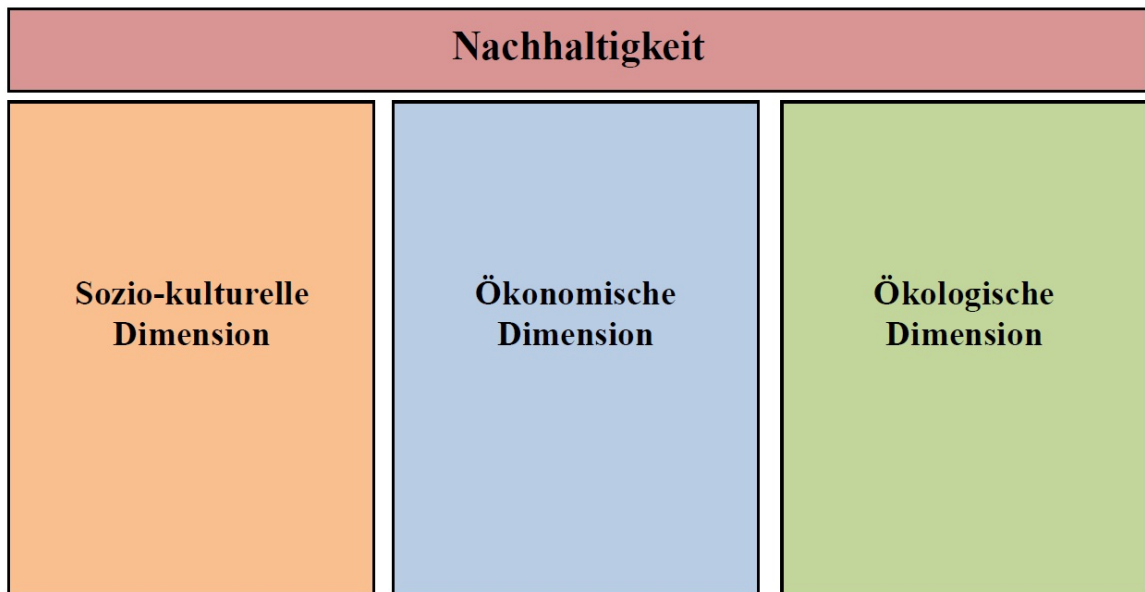 Nachhaltigkeit
Sozio-kulturelle
Dimension
Ökonomische
Dimension
Ökologische
Dimension